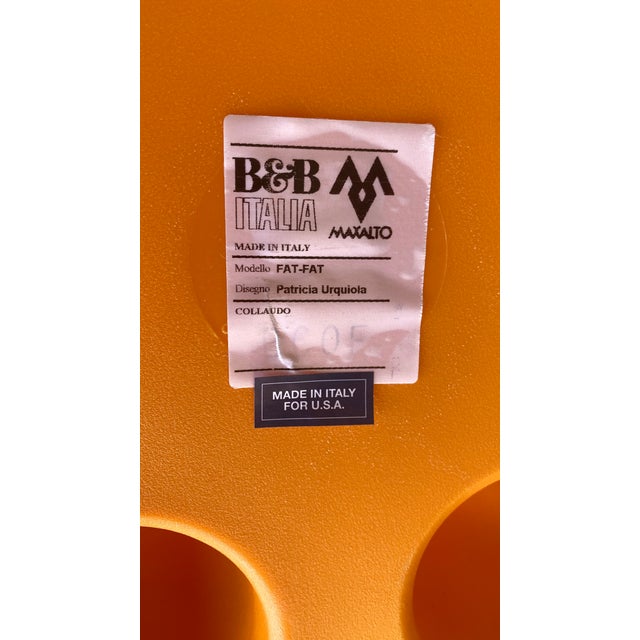 B&B
ITALIA
MAXALTO
MADE IN ITALY
Modello FAT-FAT
Disegno Patricia Urquiola
COLLAUDO
MADE IN ITALY
FOR U.S.A.